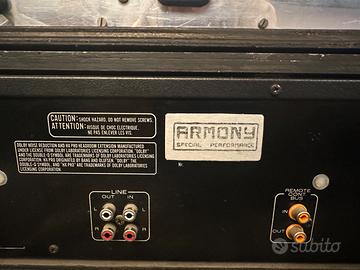 CAUTION: SHOCK HAZARD, DO NOT REMOVE SCREWS.
ATTENTION: RISQUE DE CHOC ELECTRIQUE,
NE PAS ENLEVER LES VIS.
ARMONY
SPECIAL PERFORMANCE
DOLBY NOISE REDUCTION AND HX PRO HEADROOM EXTENSION MANUFACTURED
UNDER LICENSE FROM DOLBY LABORATORIES LICENSING CORPORATION. "DOLBY"
AND THE DOUBLE-D SYMBOL ARE TRADEMARKS OF DOLBY LABORATORIES LICENSING CORPORATION.
HX PRO ORIGINATED BY BANG AND OLUFSEN. "DOLBY" THE
DOUBLE-D SYMBOL AND "HX PRO" ARE TRADEMARKS OF DOLBY
LABORATORIES LICENSING CORPORATION.
LINE
OUT IN
L L
R R
REMOTE
CONT
BUS
IN
OUT
subito